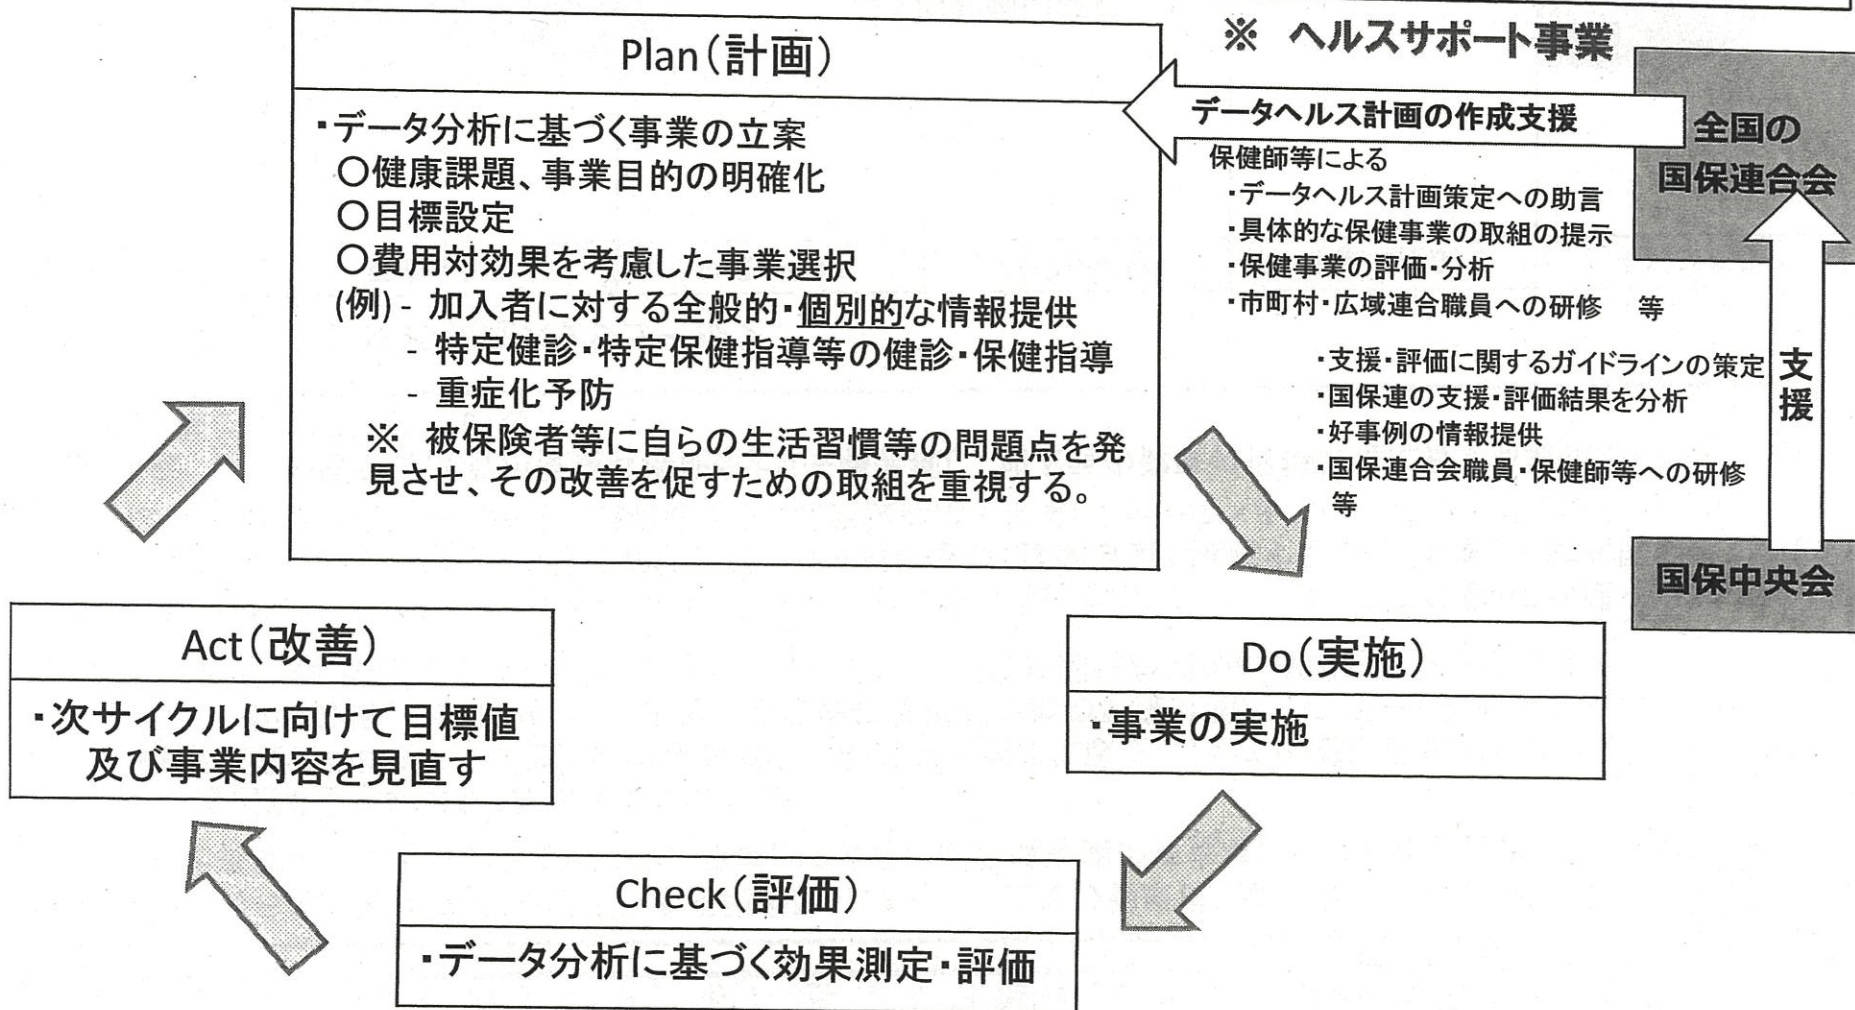 Plan(計画)
・データ分析に基づく事業の立案
○健康課題、事業目的の明確化
○目標設定
○費用対効果を考慮した事業選択
(例) - 加入者に対する全般的・個別的な情報提供
- 特定健診・特定保健指導等の健診・保健指導
- 重症化予防
※ 被保険者等に自らの生活習慣等の問題点を発
見させ、その改善を促すための取組を重視する。
※ ヘルスサポート事業
データヘルス計画の作成支援
全国の
国保連合会
保健師等による
・データヘルス計画策定への助言
・具体的な保健事業の取組の提示
・保健事業の評価・分析
・市町村・広域連合職員への研修 等
・支援・評価に関するガイドラインの策定
・国保連の支援・評価結果を分析
・好事例の情報提供
・国保連合会職員・保健師等への研修
等
支援
国保中央会
Do(実施)
・事業の実施
Check(評価)
・データ分析に基づく効果測定・評価
Act(改善)
・次サイクルに向けて目標値
及び事業内容を見直す